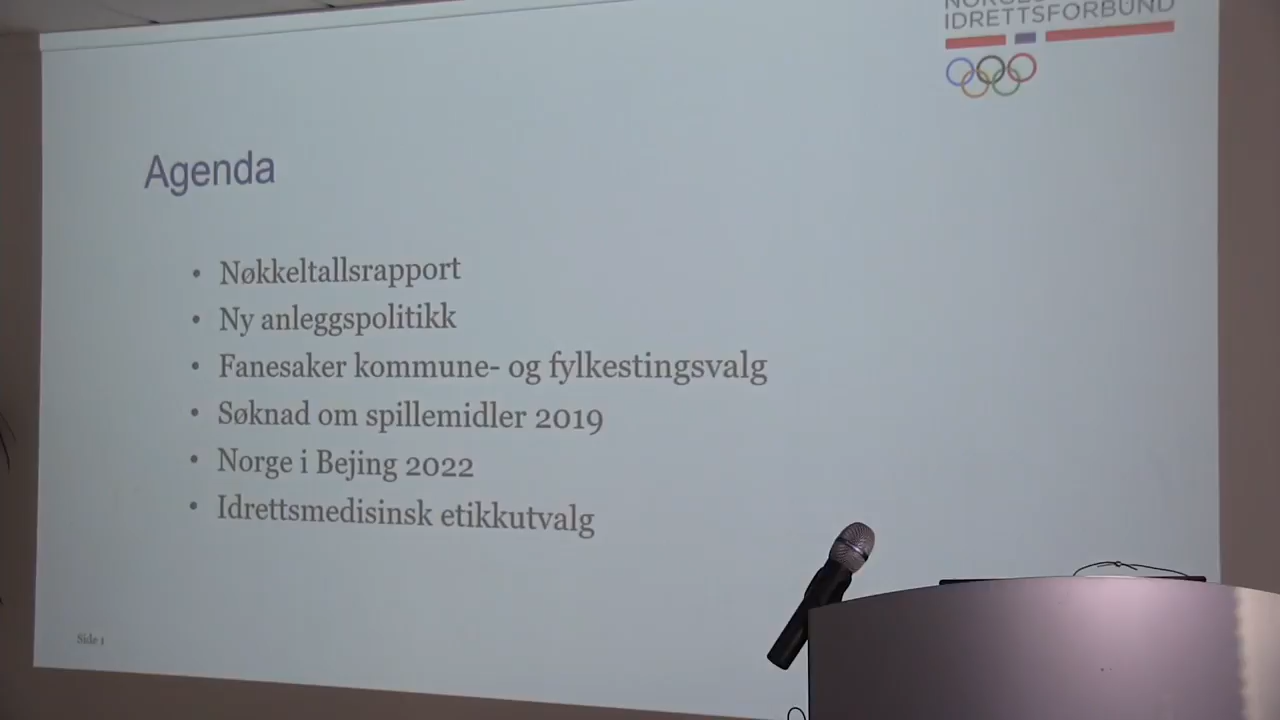 IDRETTSFORBUND
Agenda
• Nøkkeltallsrapport
• Ny anleggspolitikk
• Fanesaker kommune- og fylkestingsvalg
• Søknad om spillemidler 2019
• Norge i Bejing 2022
• Idrettsmedisinsk etikkutvalg
Side 1